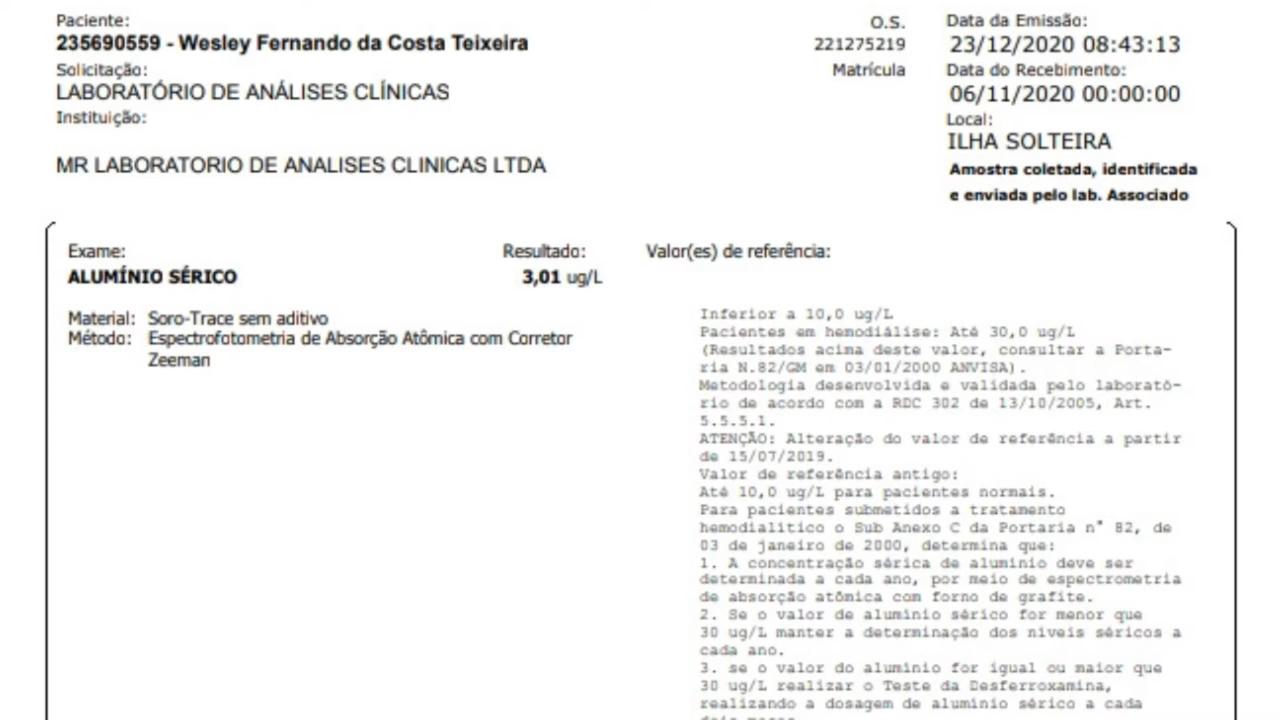 Paciente:
235690559 - Wesley Fernando da Costa Teixeira
Solicitação:
LABORATÓRIO DE ANÁLISES CLÍNICAS
Instituição:
MR LABORATORIO DE ANALISES CLINICAS LTDA
O.S.
221275219
Matrícula
Data da Emissão:
23/12/2020 08:43:13
Data do Recebimento:
06/11/2020 00:00:00
Local:
ILHA SOLTEIRA
Amostra coletada, identificada
e enviada pelo lab. Associado
Exame:
ALUMÍNIO SÉRICO
Resultado:
3,01 ug/L
Valor(es) de referência:
Material: Soro-Trace sem aditivo
Método: Espectrofotometria de Absorção Atômica com Corretor
Zeeman
Inferior a 10,0 ug/L
Pacientes em hemodiálise: Até 30,0 ug/L
(Resultados acima deste valor, consultar a Porta-
ria N.82/GM em 03/01/2000 ANVISA).
Metodologia desenvolvida e validada pelo laborató-
rio de acordo com a RDC 302 de 13/10/2005, Art.
5.5.5.1.
ATENÇÃO: Alteração do valor de referência a partir
de 15/07/2019.
Valor de referência antigo:
Até 10,0 ug/L para pacientes normais.
Para pacientes submetidos a tratamento
hemodialítico o Sub Anexo C da Portaria n° 82, de
03 de janeiro de 2000, determina que:
1. A concentração sérica de alumínio deve ser
determinada a cada ano, por meio de espectrometria
de absorção atômica com forno de grafite.
2. Se o valor de alumínio sérico for menor que
30 ug/L manter a determinação dos níveis séricos a
cada ano.
3. se o valor do alumínio for igual ou maior que
30 ug/L realizar o Teste da Desferroxamina,
realizando a dosagem de alumínio sérico a cada